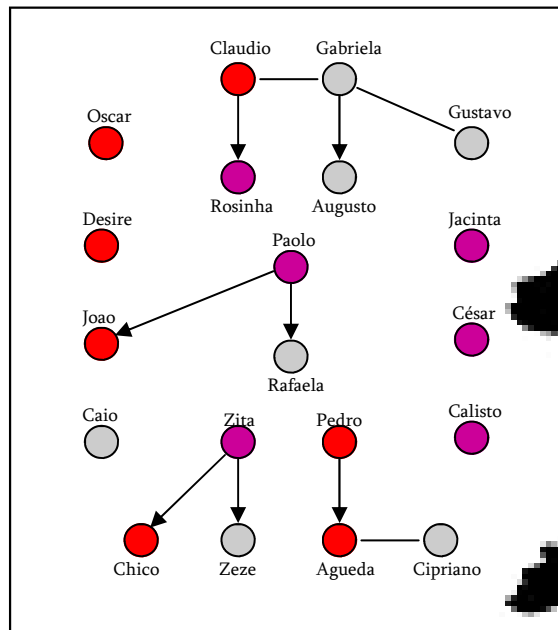 Claudio
Gabriela
Oscar
Gustavo
Rosinha
Augusto
Desire
Jacinta
Paolo
Joao
César
Rafaela
Caio
Zita
Pedro
Calisto
Chico
Zeze
Agueda
Cipriano